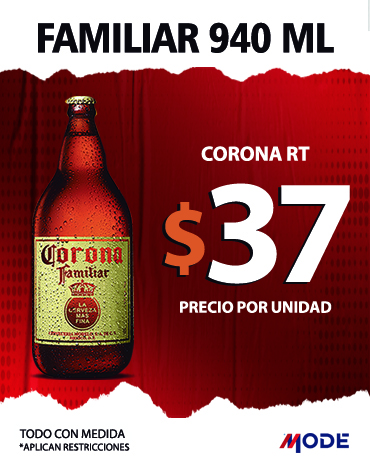 FAMILIAR 940 ML
CORONA RT
$37
PRECIO POR UNIDAD
Corona
Familiar
LA
CERVEZA
MAS
FINA
TODO CON MEDIDA
*APLICAN RESTRICCIONES
MODE